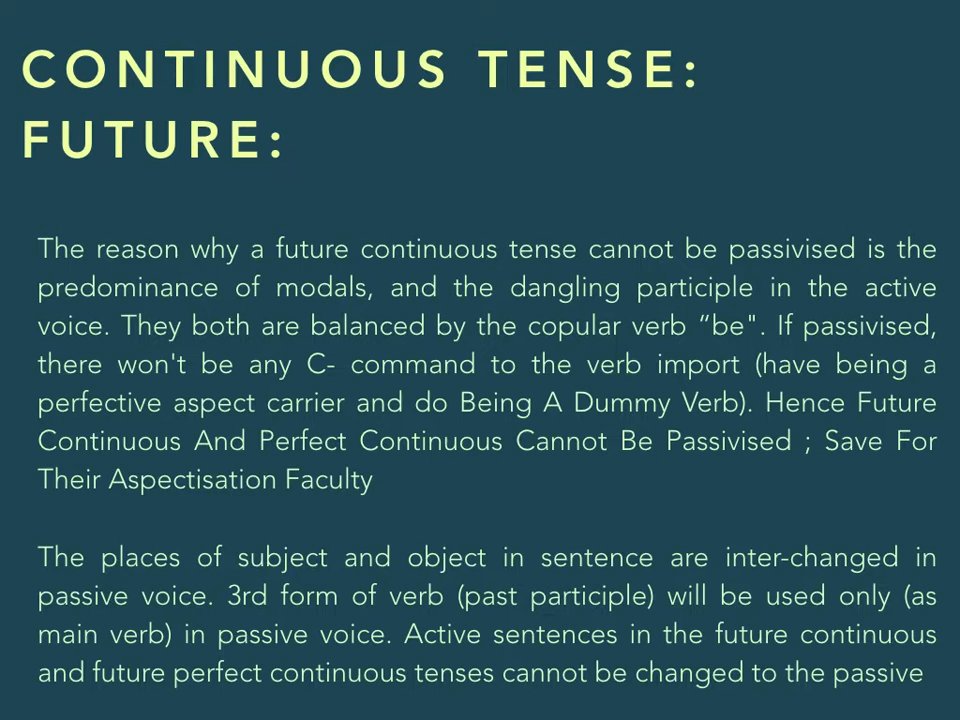 CONTINUOUS TENSE:
FUTURE:
The reason why a future continuous tense cannot be passivised is the
predominance of modals, and the dangling participle in the active
voice. They both are balanced by the copular verb “be". If passivised,
there won't be any C- command to the verb import (have being a
perfective aspect carrier and do Being A Dummy Verb). Hence Future
Continuous And Perfect Continuous Cannot Be Passivised ; Save For
Their Aspectisation Faculty
The places of subject and object in sentence are inter-changed in
passive voice. 3rd form of verb (past participle) will be used only (as
main verb) in passive voice. Active sentences in the future continuous
and future perfect continuous tenses cannot be changed to the passive